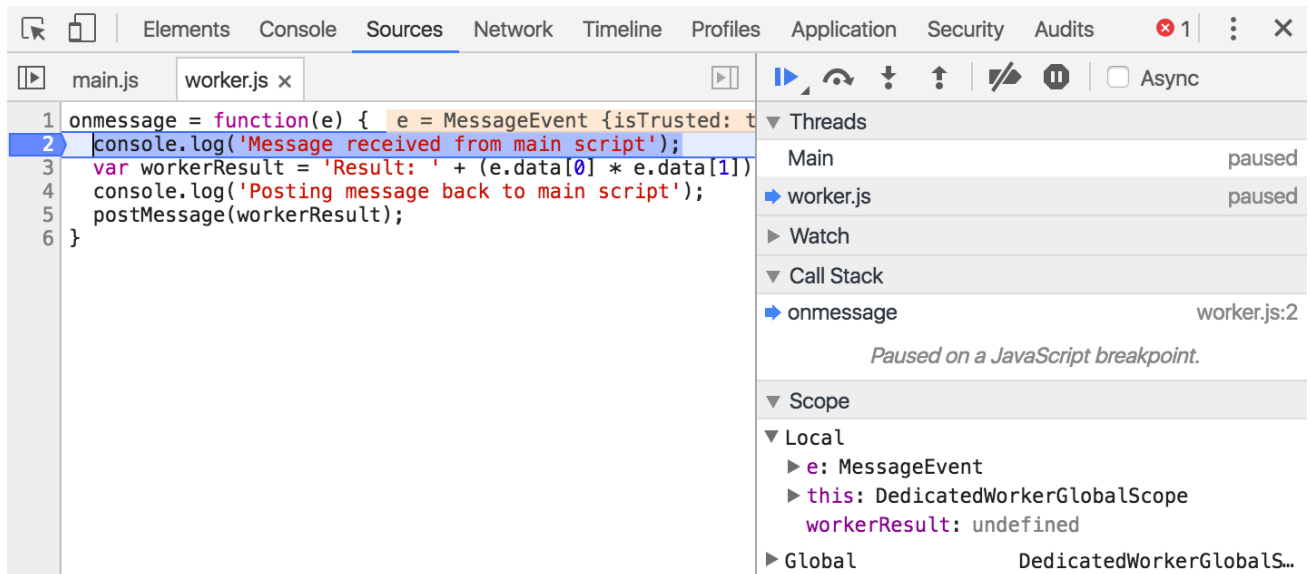 Elements Console Sources Network Timeline Profiles Application Security Audits 1
main.js worker.js × Async
1 onmessage = function(e) { e = MessageEvent {isTrusted: t
2 console.log('Message received from main script');
3 var workerResult = 'Result: ' + (e.data[0] * e.data[1])
4 console.log('Posting message back to main script');
5 postMessage(workerResult);
6 }
Threads
Main paused
worker.js paused
Watch
Call Stack
onmessage worker.js:2
Paused on a JavaScript breakpoint.
Scope
Local
e: MessageEvent
this: DedicatedWorkerGlobalScope
workerResult: undefined
Global DedicatedWorkerGlobalS…